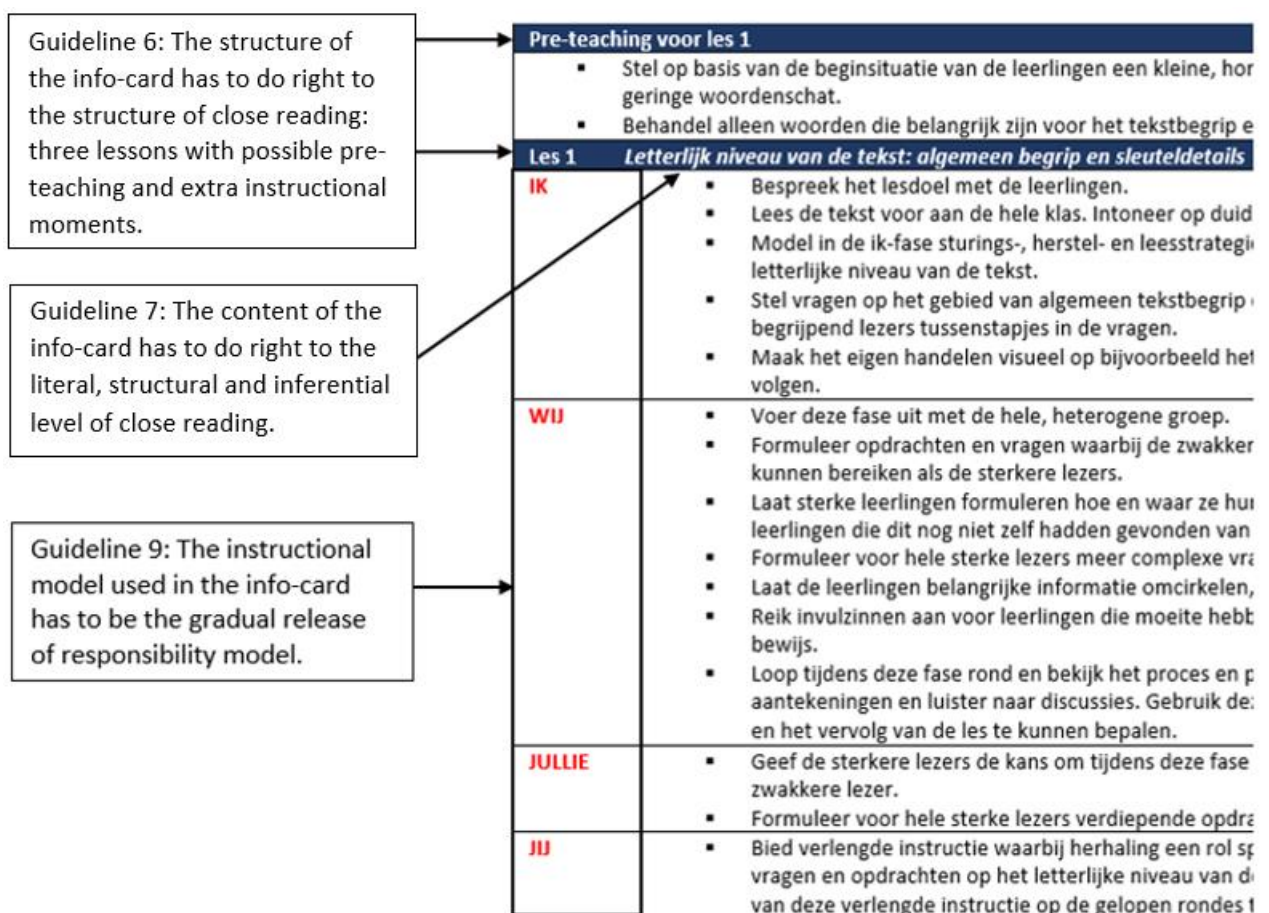 Guideline 6: The structure of
the info-card has to do right to
the structure of close reading:
three lessons with possible pre-
teaching and extra instructional
moments.
Guideline 7: The content of the
info-card has to do right to the
literal, structural and inferential
level of close reading.
Guideline 9: The instructional
model used in the info-card
has to be the gradual release
of responsibility model.
Pre-teaching voor les 1
▪ Stel op basis van de beginsituatie van de leerlingen een kleine,
geringe woordenschat.
▪ Behandel alleen woorden die belangrijk zijn voor het tekstbegrip e
Les 1 Letterlijk niveau van de tekst: algemeen begrip en sleuteldetails
IK
▪ Bespreek het lesdoel met de leerlingen.
▪ Lees de tekst voor aan de hele klas. Intoneer op duid
▪ Model in de ik-fase sturings-, herstel- en leesstrategi
letterlijke niveau van de tekst.
▪ Stel vragen op het gebied van algemeen tekstbegrip
begrijpend lezers tussenstapjes in de vragen.
▪ Maak het eigen handelen visueel op bijvoorbeeld het
volgen.
WIJ
▪ Voer deze fase uit met de hele, heterogene groep.
▪ Formuleer opdrachten en vragen waarbij de zwakker
kunnen bereiken als de sterkere lezers.
▪ Laat sterke leerlingen formuleren hoe en waar ze
leerlingen die dit nog niet zelf hadden gevonden van
▪ Formuleer voor hele sterke lezers meer complexe vra
▪ Laat de leerlingen belangrijke informatie omcirkelen,
▪ Reik invulzinnen aan voor leerlingen die moeite hebb
bewijs.
▪ Loop tijdens deze fase rond en bekijk het proces en p
aantekeningen en luister naar discussies. Gebruik de
en het vervolg van de les te kunnen bepalen.
JULLIE
▪ Geef de sterkere lezers de kans om tijdens deze fase
zwakkere lezer.
▪ Formuleer voor hele sterke lezers verdiepende opdra
JIJ
▪ Bied verlengde instructie waarbij herhaling een rol sp
vragen en opdrachten op het letterlijke niveau van d
van deze verlengde instructie op de gelopen rondes t